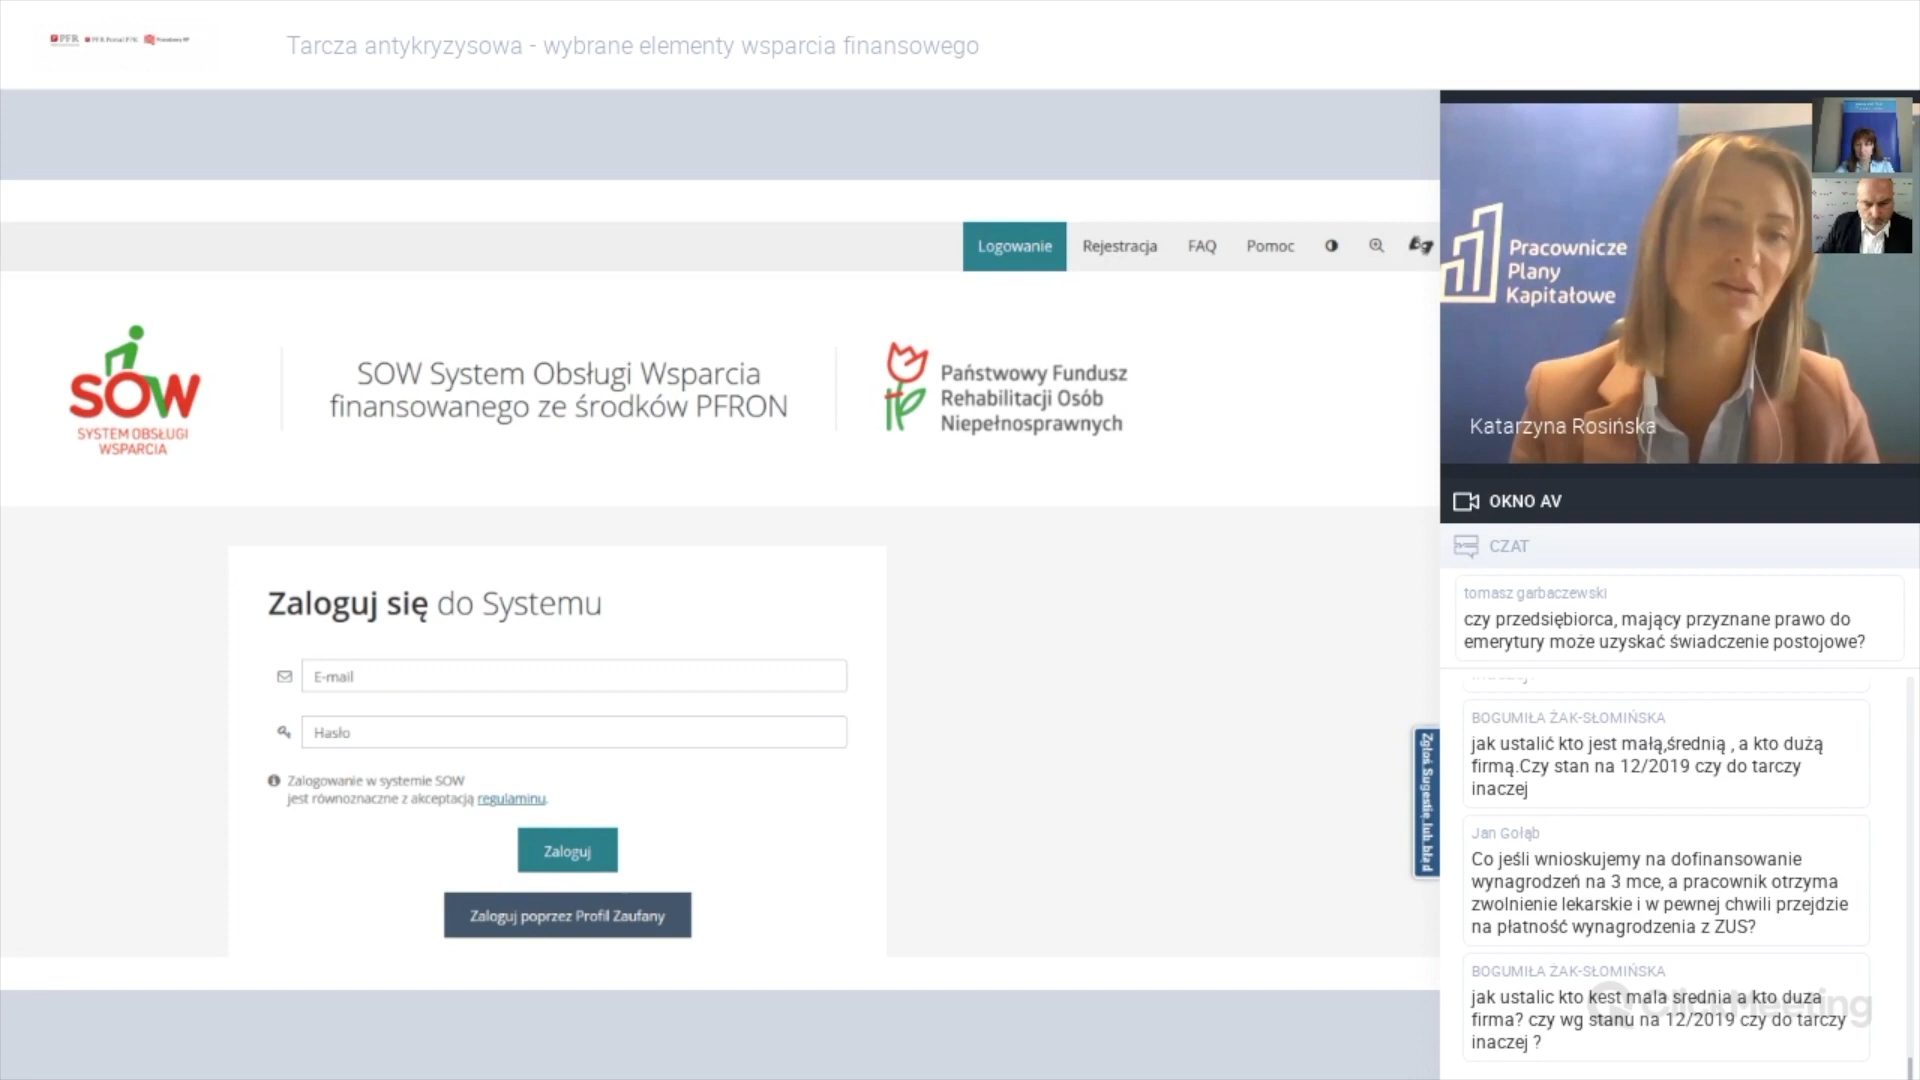 PFR
Tarcza antykryzysowa - wybrane elementy wsparcia finansowego
Logowanie
Rejestracja
FAQ
Pomoc
SOW
SYSTEM OBSŁUGI
WSPARCIA
SOW System Obsługi Wsparcia
finansowanego ze środków PFRON
Państwowy Fundusz
Rehabilitacji Osób
Niepełnosprawnych
Zaloguj się do Systemu
E-mail
Hasło
Zalogowanie w systemie SOW
jest równoznaczne z akceptacją regulaminu.
Zaloguj
Zaloguj poprzez Profil Zaufany
Zgłoś Sugestię lub błąd
Pracownicze
Plany
Kapitałowe
Katarzyna Rosińska
OKNO AV
CZAT
tomasz garbaczewski
czy przedsiębiorca, mający przyznane prawo do
emerytury może uzyskać świadczenie postojowe?
BOGUMIŁA ŻAK-SŁOMIŃSKA
jak ustalić kto jest małą,średnią , a kto dużą
firmą.Czy stan na 12/2019 czy do tarczy
inaczej
Jan Gołąb
Co jeśli wnioskujemy na dofinansowanie
wynagrodzeń na 3 mce, a pracownik otrzyma
zwolnienie lekarskie i w pewnej chwili przejdzie
na płatność wynagrodzenia z ZUS?
BOGUMIŁA ŻAK-SŁOMIŃSKA
jak ustalic kto kest mala srednia a kto duza
firma? czy wg stanu na 12/2019 czy do tarczy
inaczej ?
ClickMeeting